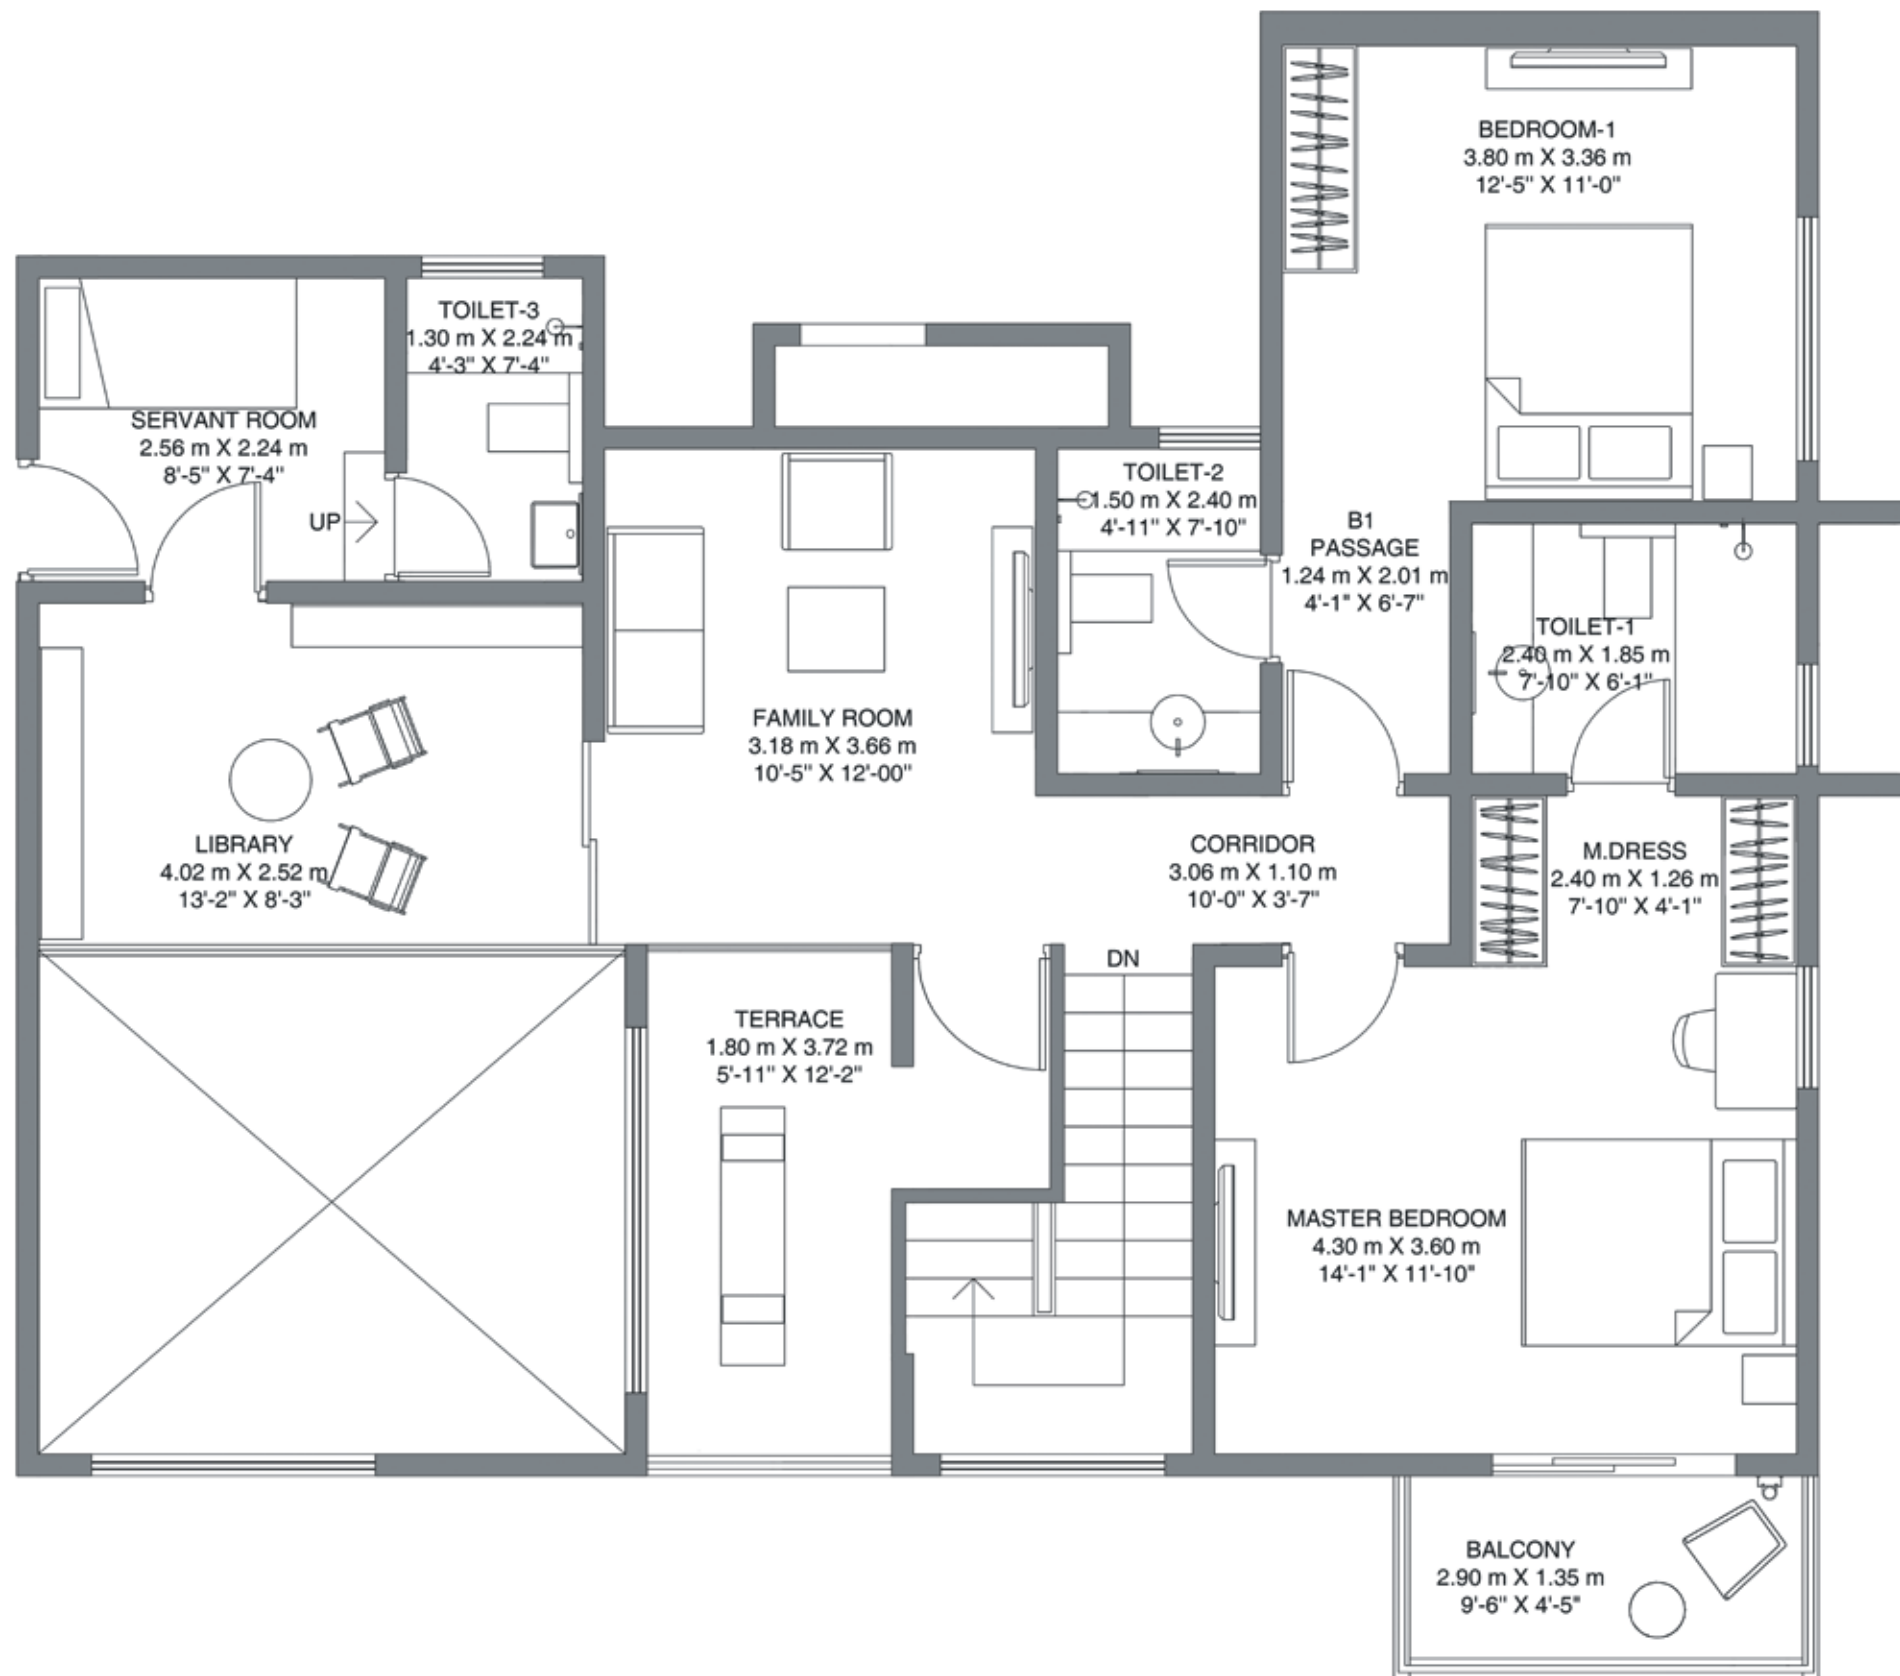 BEDROOM-1
3.80 m X 3.36 m
12'-5" X 11'-0"
TOILET-3
1.30 m X 2.24 m
4'-3" X 7'-4"
SERVANT ROOM
2.56 m X 2.24 m
8'-5" X 7'-4"
UP
TOILET-2
1.50 m X 2.40 m
4'-11" X 7'-10"
B1
PASSAGE
1.24 m X 2.01 m
4'-1" X 6'-7"
TOILET-1
2.40 m X 1.85 m
7'-10" X 6'-1"
FAMILY ROOM
3.18 m X 3.66 m
10'-5" X 12'-00"
LIBRARY
4.02 m X 2.52 m
13'-2" X 8'-3"
CORRIDOR
3.06 m X 1.10 m
10'-0" X 3'-7"
M.DRESS
2.40 m X 1.26 m
7'-10" X 4'-1"
DN
TERRACE
1.80 m X 3.72 m
5'-11" X 12'-2"
MASTER BEDROOM
4.30 m X 3.60 m
14'-1" X 11'-10"
BALCONY
2.90 m X 1.35 m
9'-6" X 4'-5"